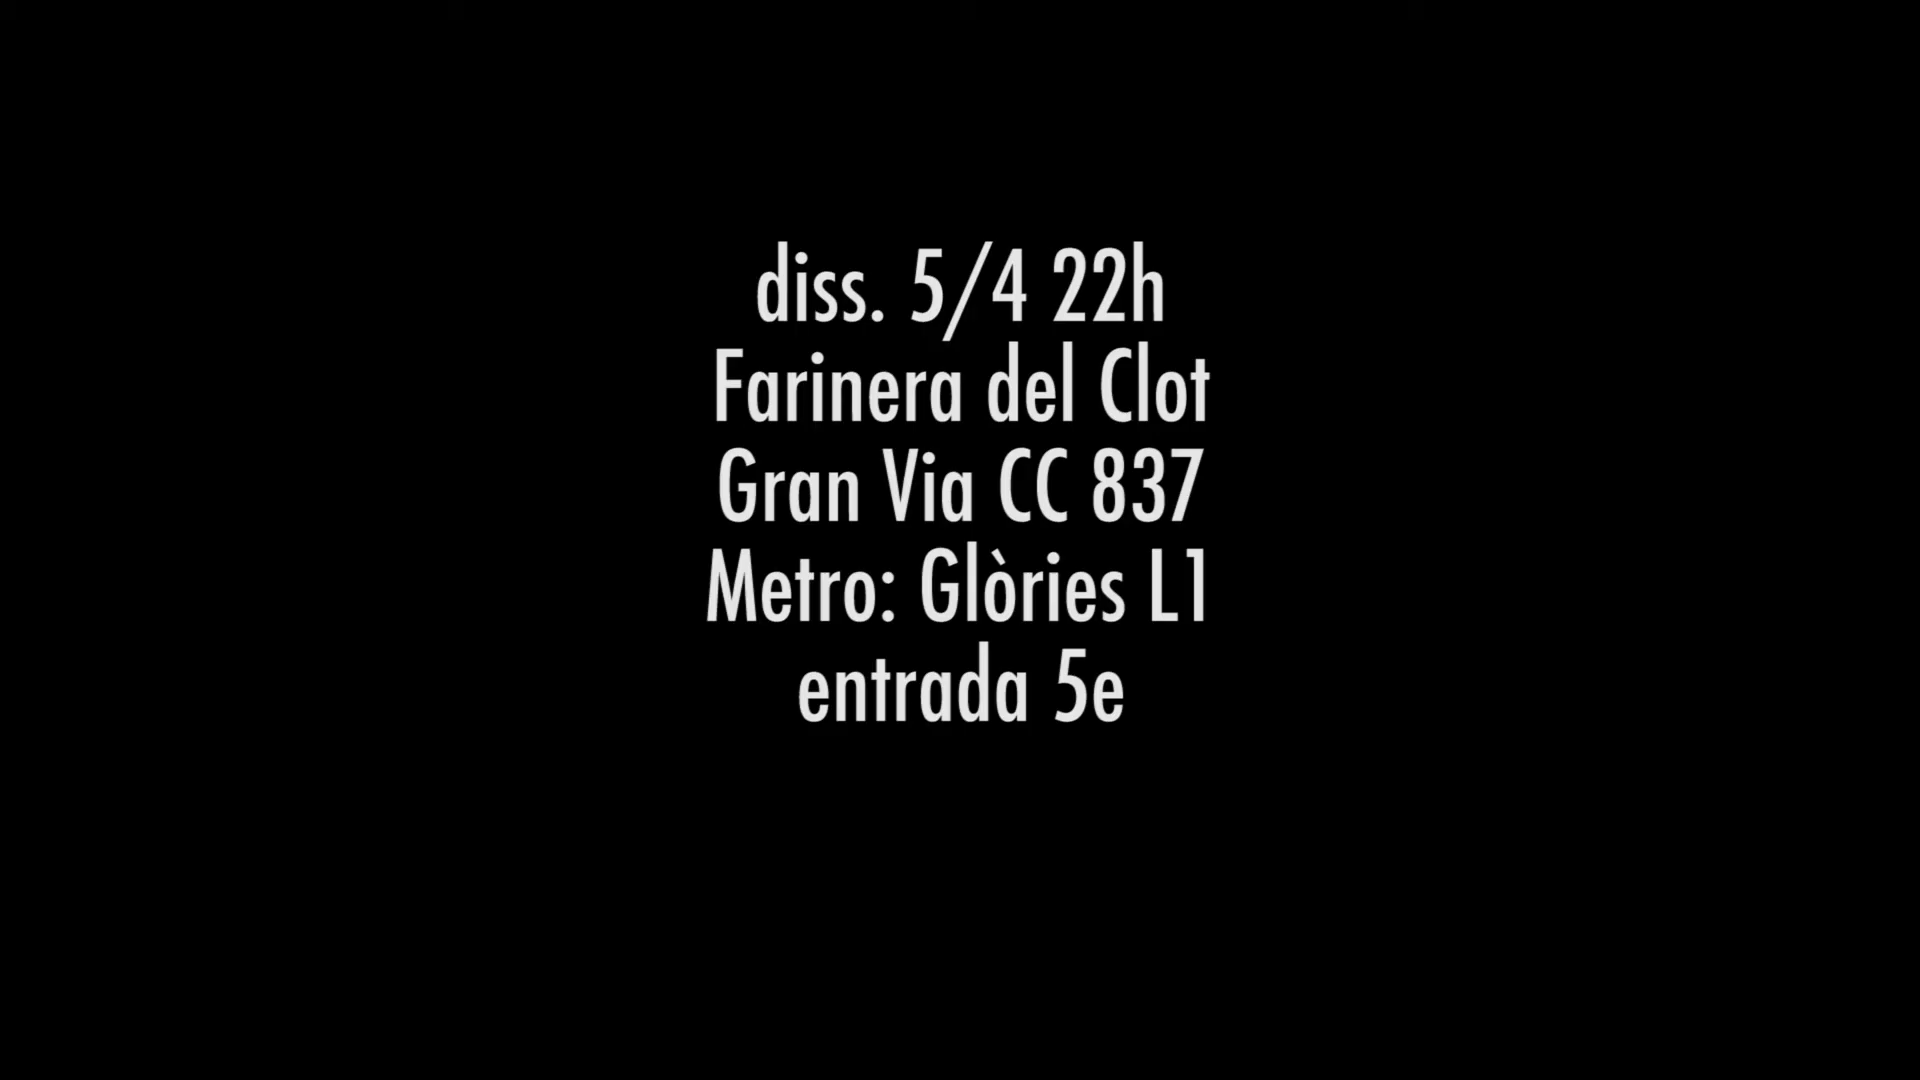 diss. 5/4 22h
Farinera del Clot
Gran Via CC 837
Metro: Glòries L1
entrada 5e